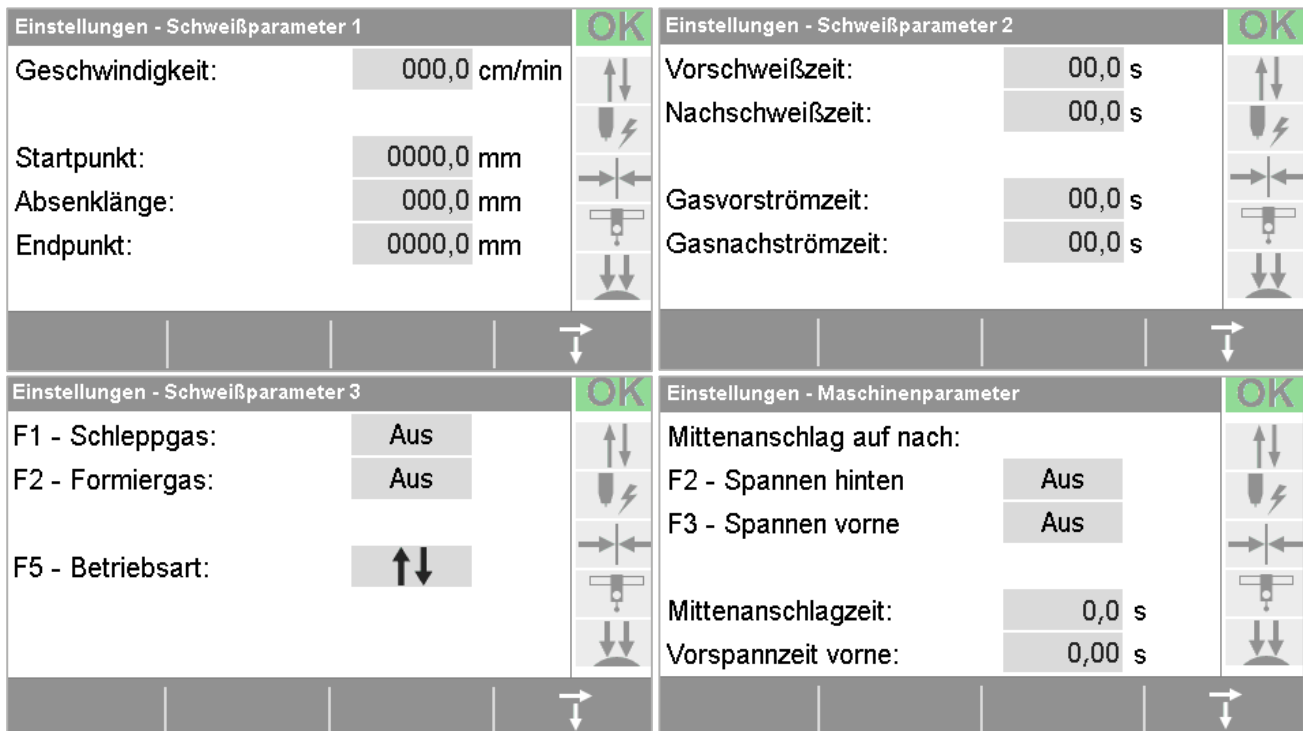 Einstellungen - Schweißparameter 1
OK
Geschwindigkeit: 000,0 cm/min
Startpunkt: 0000,0 mm
Absenklänge: 000,0 mm
Endpunkt: 0000,0 mm
Einstellungen - Schweißparameter 2
OK
Vorschweißzeit: 00,0 s
Nachschweißzeit: 00,0 s
Gasvorströmzeit: 00,0 s
Gasnachströmzeit: 00,0 s
Einstellungen - Schweißparameter 3
OK
F1 - Schleppgas: Aus
F2 - Formiergas: Aus
F5 - Betriebsart:
Einstellungen - Maschinenparameter
OK
Mittenanschlag auf nach:
F2 - Spannen hinten Aus
F3 - Spannen vorne Aus
Mittenanschlagzeit: 0,0 s
Vorspannzeit vorne: 0,00 s